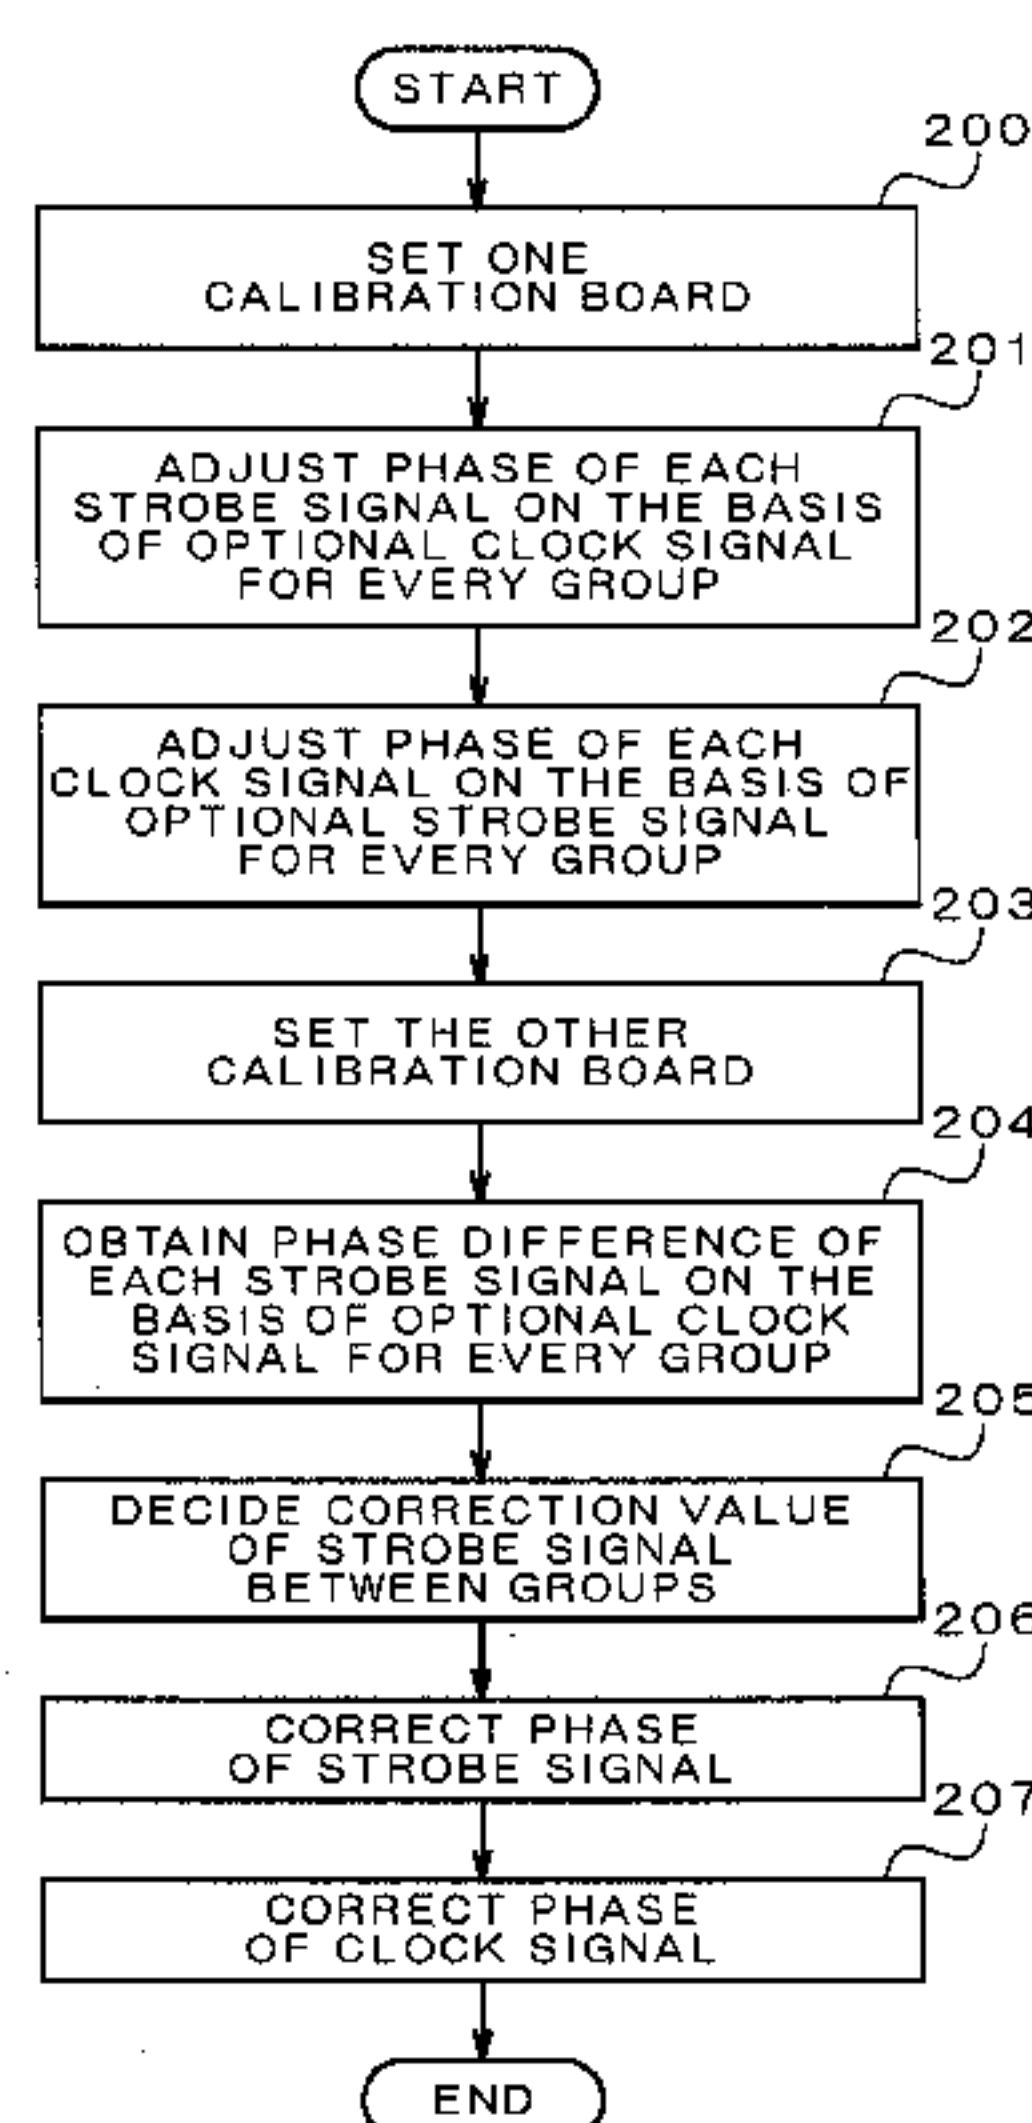 START
200
SET ONE
CALIBRATION BOARD
201
ADJUST PHASE OF EACH
STROBE SIGNAL ON THE BASIS
OF OPTIONAL CLOCK SIGNAL
FOR EVERY GROUP
202
ADJUST PHASE OF EACH
CLOCK SIGNAL ON THE BASIS OF
OPTIONAL STROBE SIGNAL
FOR EVERY GROUP
203
SET THE OTHER
CALIBRATION BOARD
204
OBTAIN PHASE DIFFERENCE OF
EACH STROBE SIGNAL ON THE
BASIS OF OPTIONAL CLOCK
SIGNAL FOR EVERY GROUP
205
DECIDE CORRECTION VALUE
OF STROBE SIGNAL
BETWEEN GROUPS
206
CORRECT PHASE
OF STROBE SIGNAL
207
CORRECT PHASE
OF CLOCK SIGNAL
END